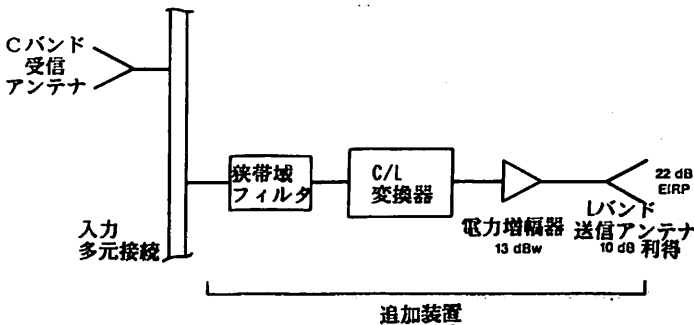 Cバンド
受信
アンテナ
入力
多元接続
狭帯域
フィルタ
C/L
変換器
電力増幅器
13 dBw
22 dB
EIRP
Lバンド
送信アンテナ
10 dB 利得
追加装置